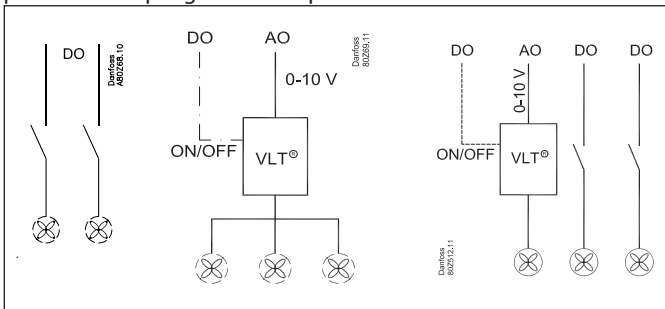 DO
Danfoss
A80Z68.10
DO
AO
Danfoss
80Z69.11
0-10 V
ON/OFF
VLT®
DO
AO
DO
DO
0-10 V
ON/OFF
VLT®
Danfoss
80Z512.11